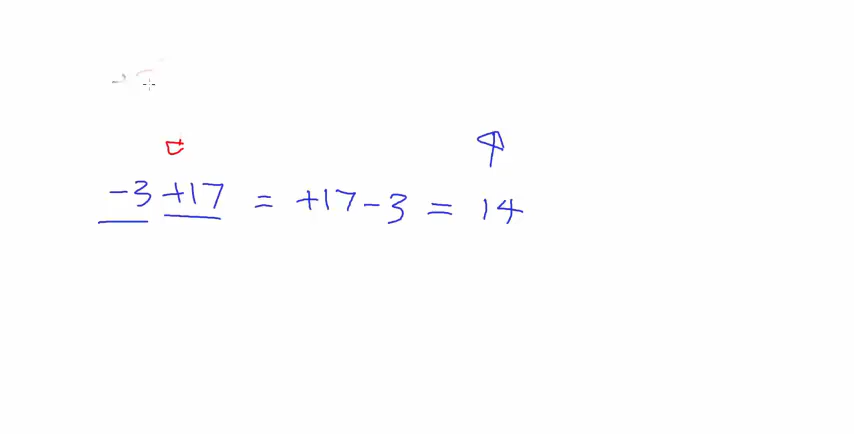 -3 +17 = +17 - 3 = 14